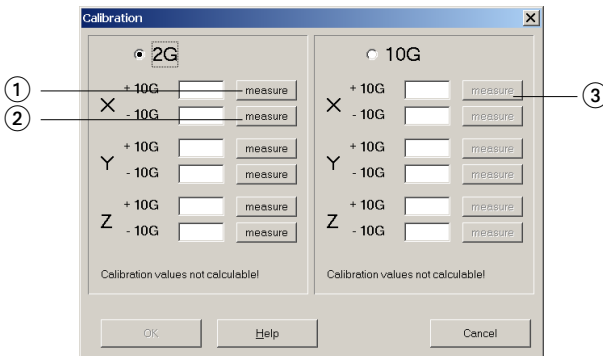 Calibration
2G
X
+ 10G measure
- 10G measure
Y
+ 10G measure
- 10G measure
Z
+ 10G measure
- 10G measure
Calibration values not calculable!
10G
X
+ 10G measure
- 10G measure
Y
+ 10G measure
- 10G measure
Z
+ 10G measure
- 10G measure
Calibration values not calculable!
OK Help Cancel
1
2
3